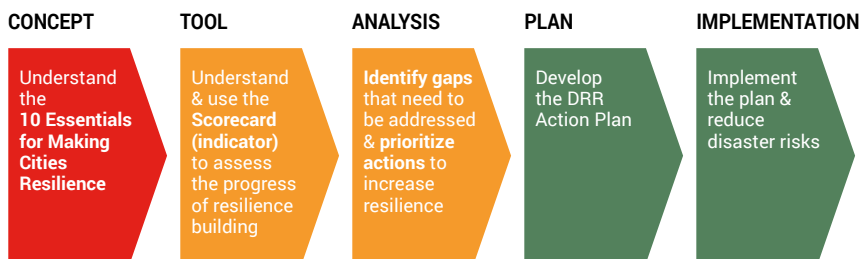 CONCEPT
Understand
the
10 Essentials
for Making
Cities
Resilience
TOOL
Understand
& use the
Scorecard
(indicator)
to assess
the progress
of resilience
building
ANALYSIS
Identify gaps
that need to
be addressed
& prioritize
actions to
increase
resilience
PLAN
Develop
the DRR
Action Plan
IMPLEMENTATION
Implement
the plan &
reduce
disaster risks